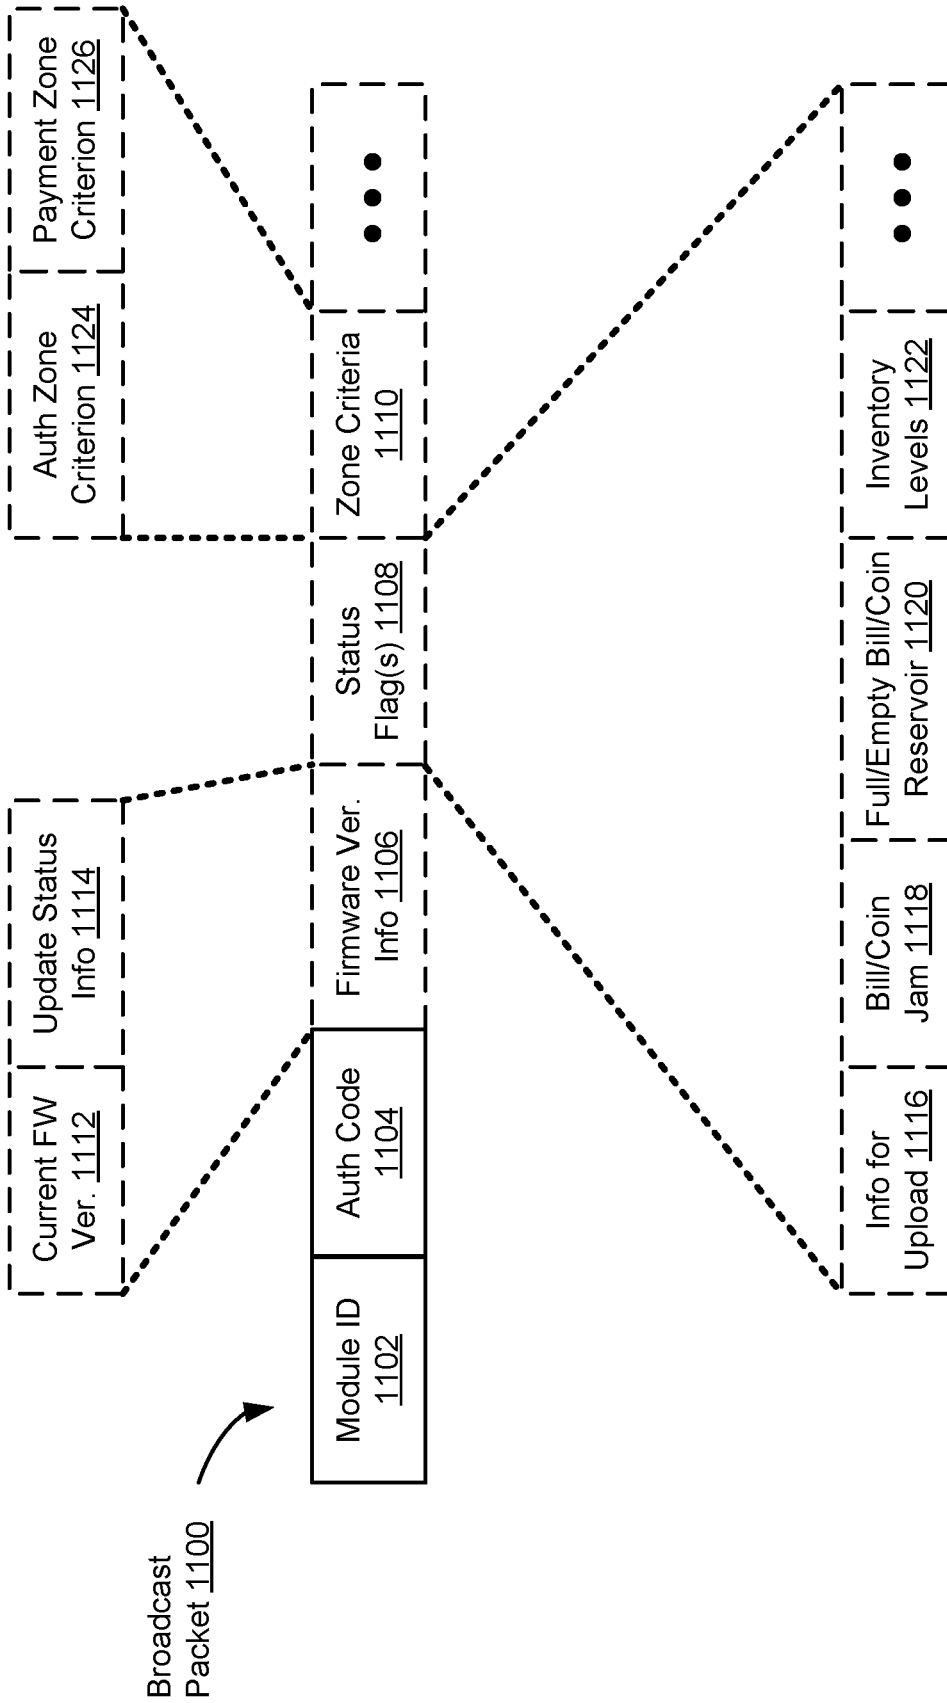 Broadcast
Packet 1100
Current FW
Ver. 1112
Update Status
Info 1114
Auth Zone
Criterion 1124
Payment Zone
Criterion 1126
Module ID
1102
Auth Code
1104
Firmware Ver.
Info 1106
Status
Flag(s) 1108
Zone Criteria
1110
Info for
Upload 1116
Bill/Coin
Jam 1118
Full/Empty Bill/Coin
Reservoir 1120
Inventory
Levels 1122